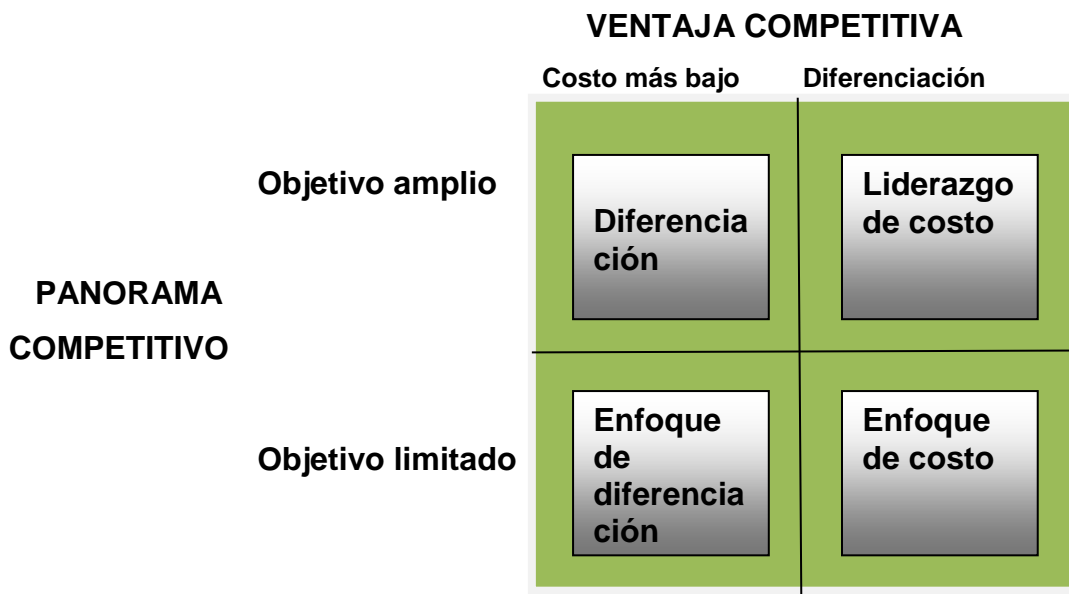 VENTAJA COMPETITIVA
Costo más bajo
Diferenciación
Objetivo amplio
Diferencia
ción
Liderazgo
de costo
PANORAMA
COMPETITIVO
Objetivo limitado
Enfoque
de
diferencia
ción
Enfoque
de costo